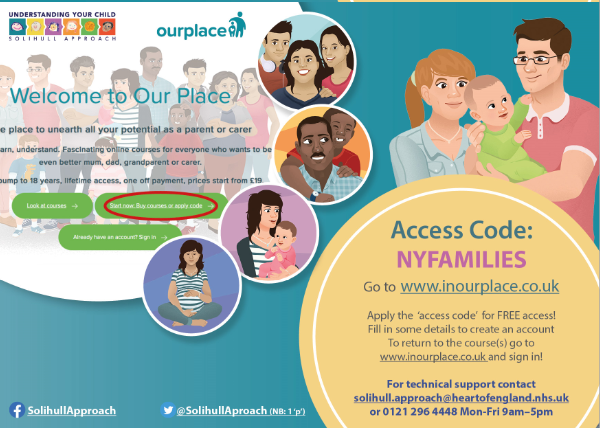 UNDERSTANDING YOUR CHILD
SOLIHULL APPROACH
ourplace
Welcome to Our Place
e place to unearth all your potential as a parent or carer
arn, understand. Fascinating online courses for everyone who wants to be
even better mum, dad, grandparent or carer.
bump to 18 years, lifetime access, one off payment, prices start from £19.
Look at courses →
Start now. Buy courses or apply code →
Already have an account? Sign in →
Access Code:
NYFAMILIES
Go to www.inourplace.co.uk
Apply the ‘access code’ for FREE access!
Fill in some details to create an account
To return to the course(s) go to
www.inourplace.co.uk and sign in!
For technical support contact
solihull.approach@heartofengland.nhs.uk
or 0121 296 4448 Mon-Fri 9am–5pm
SolihullApproach
@SolihullAproach (NB: 1 ‘p’)